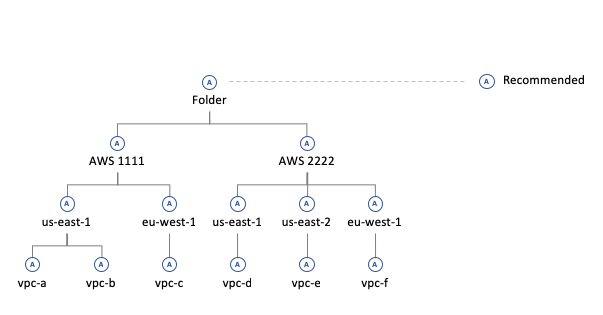 A
A Recommended
Folder
A A
AWS 1111 AWS 2222
A A A A A
us-east-1 eu-west-1 us-east-1 us-east-2 eu-west-1
A A A A A A
vpc-a vpc-b vpc-c vpc-d vpc-e vpc-f